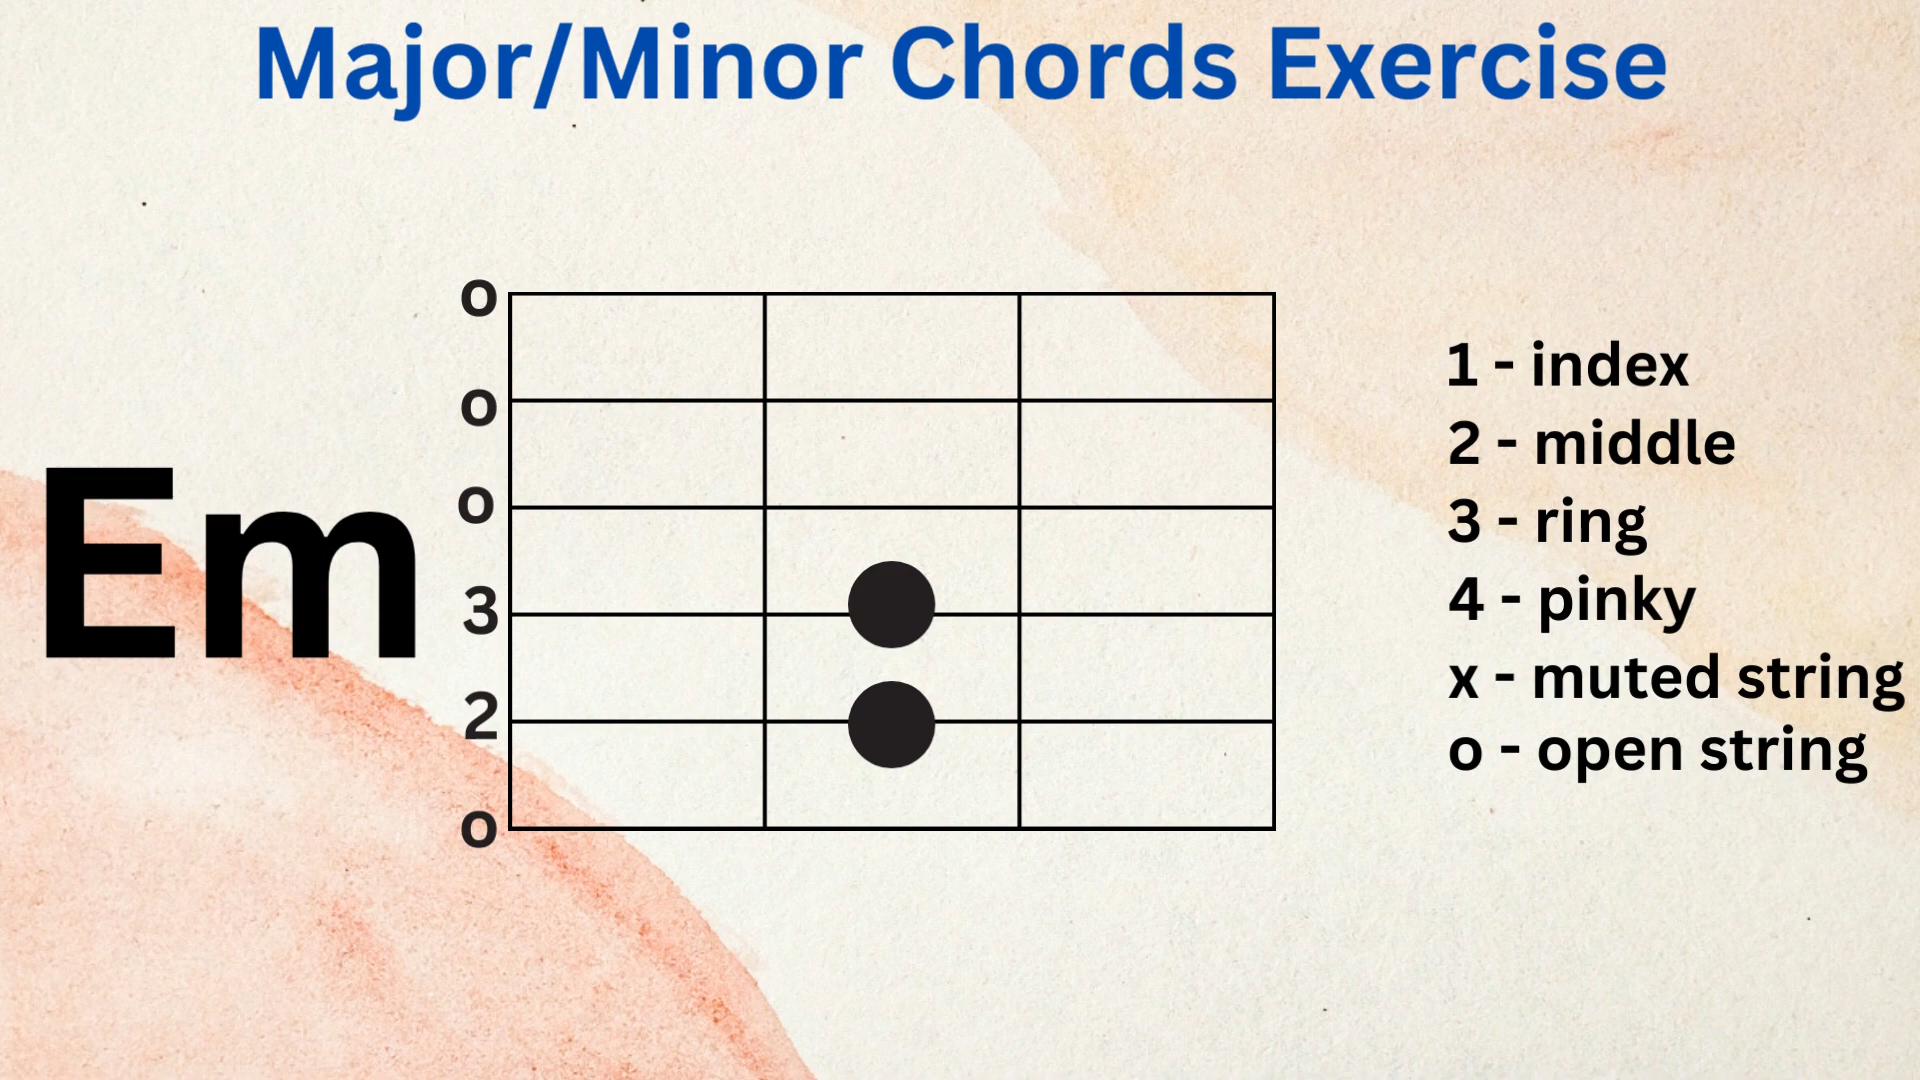 Major/Minor Chords Exercise
Em
o
o
o
3
2
o
1 - index
2 - middle
3 - ring
4 - pinky
x - muted string
o - open string